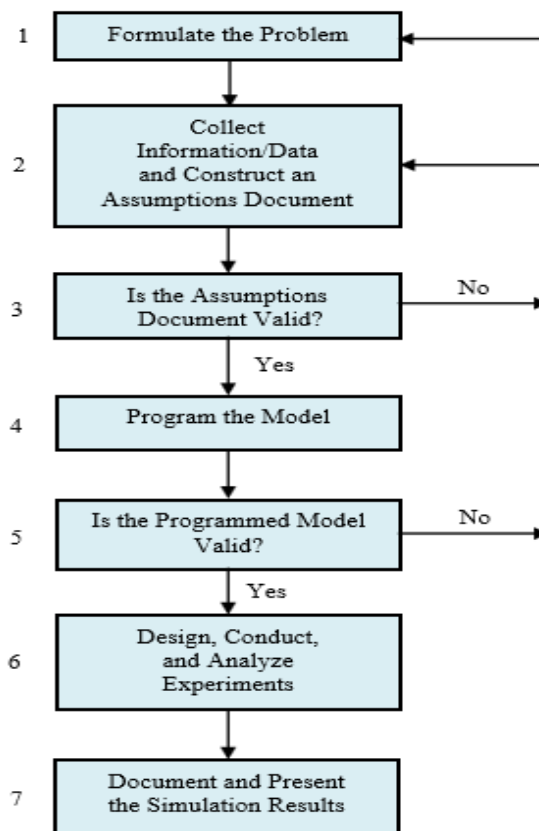 1
Formulate the Problem
2
Collect
Information/Data
and Construct an
Assumptions Document
3
Is the Assumptions
Document Valid?
No
Yes
4
Program the Model
5
Is the Programmed Model
Valid?
No
Yes
6
Design, Conduct,
and Analyze
Experiments
7
Document and Present
the Simulation Results